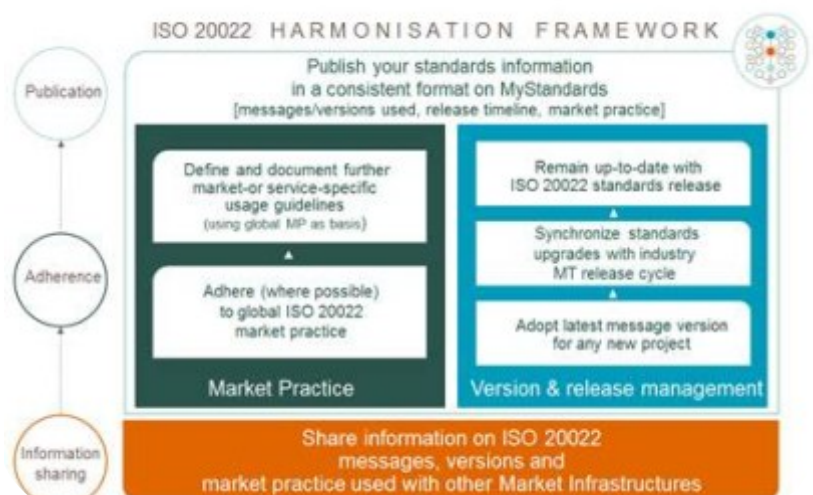 ISO 20022 HARMONISATION FRAMEWORK
Publication
Publish your standards information
in a consistent format on MyStandards
[messages/versions used, release timeline, market practice]
Define and document further
market-or service-specific
usage guidelines
(using global MP as basis)
Adhere (where possible)
to global ISO 20022
market practice
Market Practice
Remain up-to-date with
ISO 20022 standards release
Synchronize standards
upgrades with industry
MT release cycle
Adopt latest message version
for any new project
Version & release management
Adherence
Information
sharing
Share information on ISO 20022
messages, versions and
market practice used with other Market Infrastructures